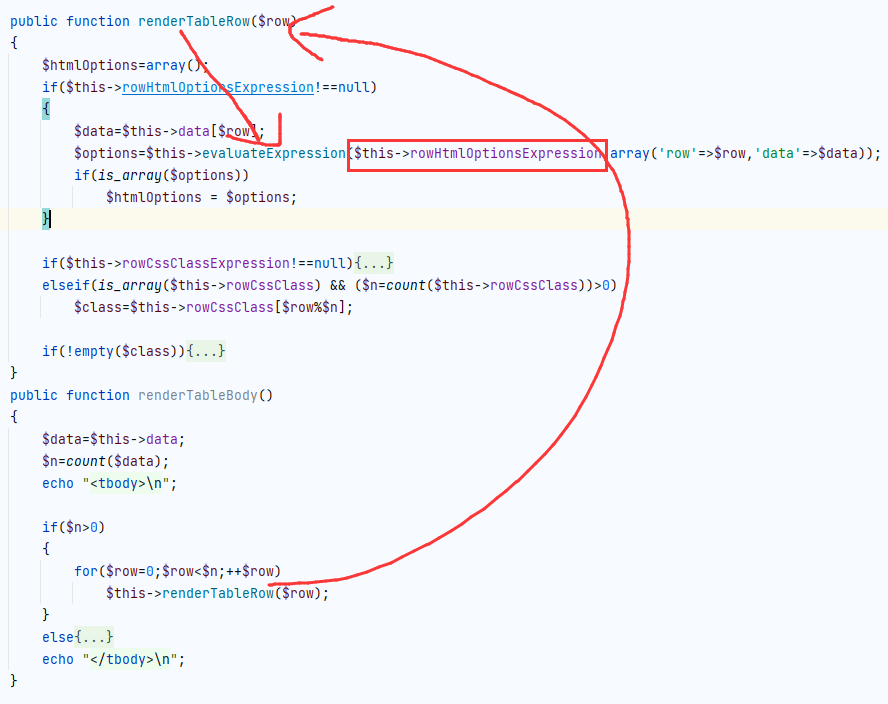 public function renderTableRow($row)
{
    $htmlOptions=array();
    if($this->rowHtmlOptionsExpression!==null)
    {
        $data=$this->data[$row];
        $options=$this->evaluateExpression($this->rowHtmlOptionsExpression,array('row'=>$row,'data'=>$data));
        if(is_array($options))
            $htmlOptions = $options;
    }
    if($this->rowCssClassExpression!==null){...}
    elseif(is_array($this->rowCssClass) && ($n=count($this->rowCssClass))>0)
        $class=$this->rowCssClass[$row%$n];
    if(!empty($class)){...}
}
public function renderTableBody()
{
    $data=$this->data;
    $n=count($data);
    echo "<tbody>\n";
    if($n>0)
    {
        for($row=0;$row<$n;++$row)
            $this->renderTableRow($row);
    }
    else{...}
    echo "</tbody>\n";
}